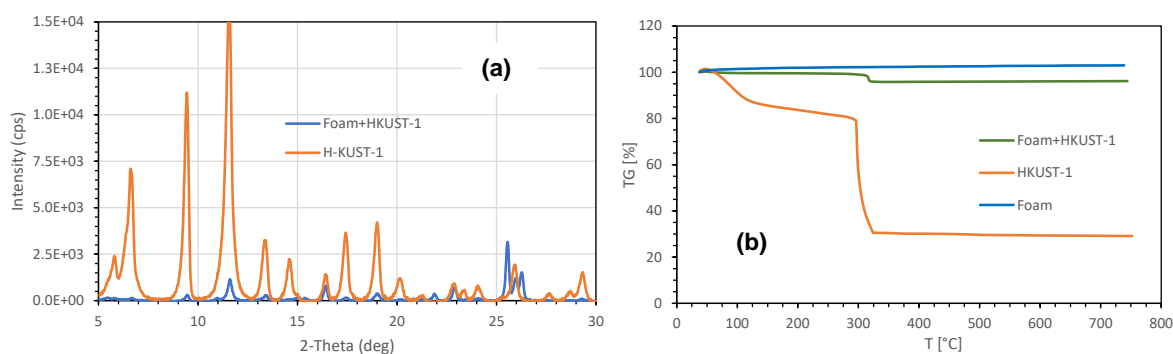 1.5E+04
1.3E+04
1.0E+04
7.5E+03
5.0E+03
2.5E+03
0.0E+00
Intensity (cps)
(a)
Foam+HKUST-1
H-KUST-1
5 10 15 20 25 30
2-Theta (deg)
120
100
80
60
40
20
0
TG [%]
Foam+HKUST-1
HKUST-1
Foam
(b)
0 100 200 300 400 500 600 700 800
T [°C]